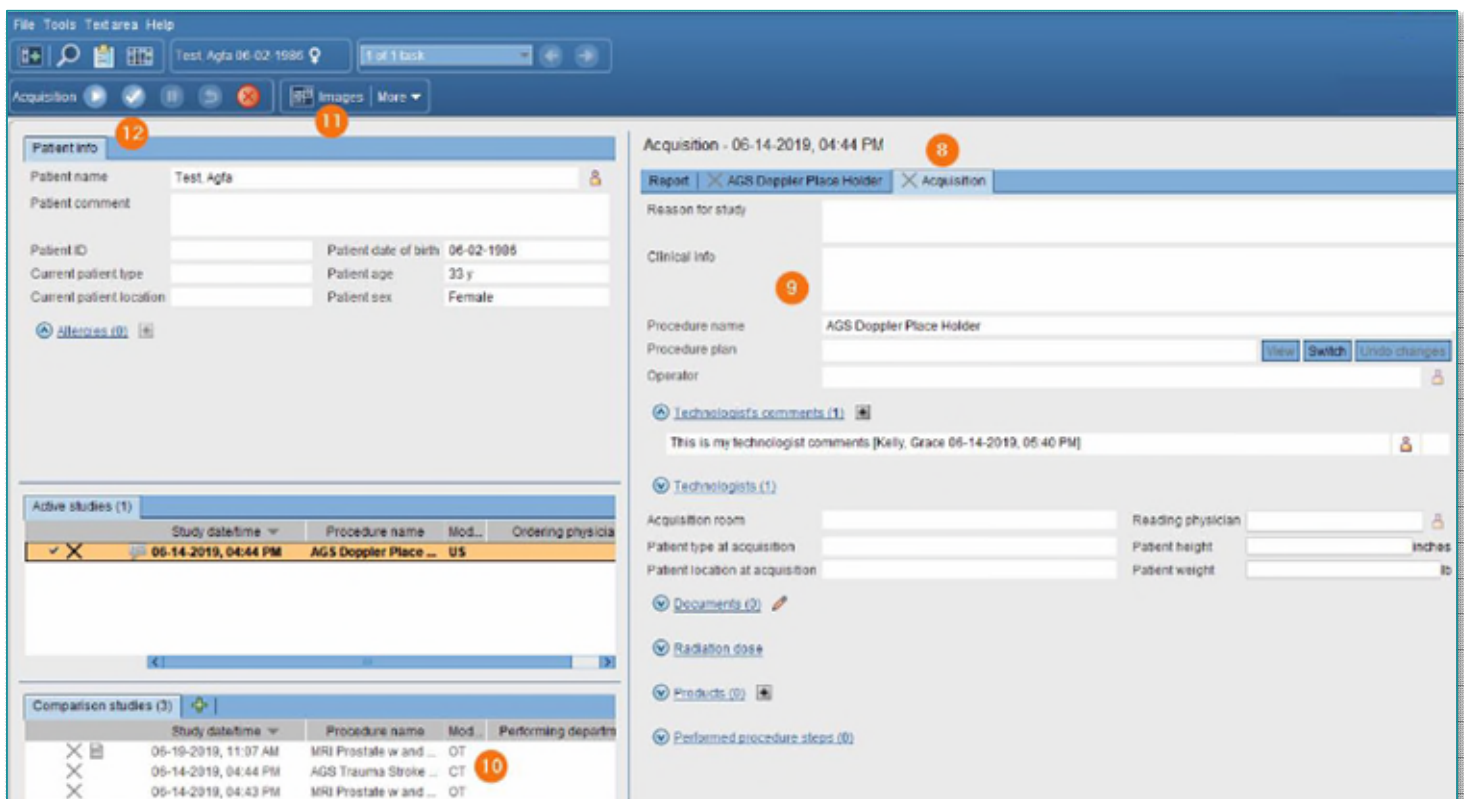 File Tools Textarea Help
Test, Agfa 06-02-1986 1 of 1 task
Acquisition Images More
12 11
Patient info
Patient name Test, Agfa
Patient comment
Patient ID Patient date of birth 06-02-1986
Current patient type Patient age 33 y
Current patient location Patient sex Female
Allergies (0)
Active studies (1)
Study date/time Procedure name Mod... Ordering physicia
06-14-2019, 04:44 PM AGS Doppler Place ... US
Comparison studies (3)
Study date/time Procedure name Mod... Performing departm
06-19-2019, 11:07 AM MRI Prostate w and ... OT
06-14-2019, 04:44 PM AGS Trauma Stroke ... CT 10
06-14-2019, 04:43 PM MRI Prostate w and ... OT
Acquisition - 06-14-2019, 04:44 PM 8
Report AGS Doppler Place Holder Acquisition
Reason for study
Clinical info
9
Procedure name AGS Doppler Place Holder
Procedure plan View Switch Undo changes
Operator
Technologist's comments (1)
This is my technologist comments [Kelly, Grace 06-14-2019, 05:40 PM]
Technologists (1)
Acquisition room Reading physician
Patient type at acquisition Patient height inches
Patient location at acquisition Patient weight lb
Documents (0)
Radiation dose
Products (0)
Performed procedure steps (0)